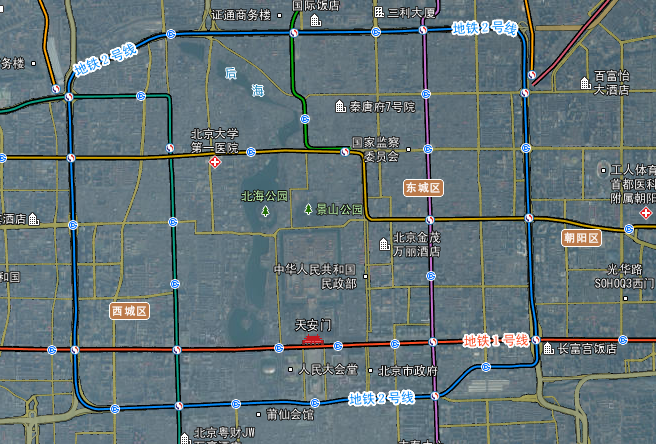 国际饭店
证通商务楼
三利大厦
地铁2号线
地铁2号线
务楼
后
海
百富怡
大酒店
秦唐府7号院
北京大学
第一医院
国家监察
委员会
工人体育
首都医科
附属朝阳
东城区
北海公园
景山公园
酒店
北京金茂
万丽酒店
朝阳区
中华人民共和国
民政部
和国
光华路
SOHOQ3西门
西城区
天安门
地铁1号线
长富宫饭店
人民大会堂
北京市政府
地铁2号线
莆仙会馆
北京粤财JW